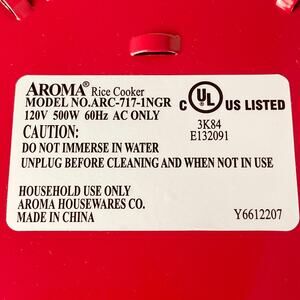 AROMA® Rice Cooker
MODEL NO.ARC-717-1NGR
120V 500W 60Hz AC ONLY
C UL US LISTED
3K84
E132091
CAUTION:
DO NOT IMMERSE IN WATER
UNPLUG BEFORE CLEANING AND WHEN NOT IN USE
HOUSEHOLD USE ONLY
AROMA HOUSEWARES CO.
MADE IN CHINA
Y6612207